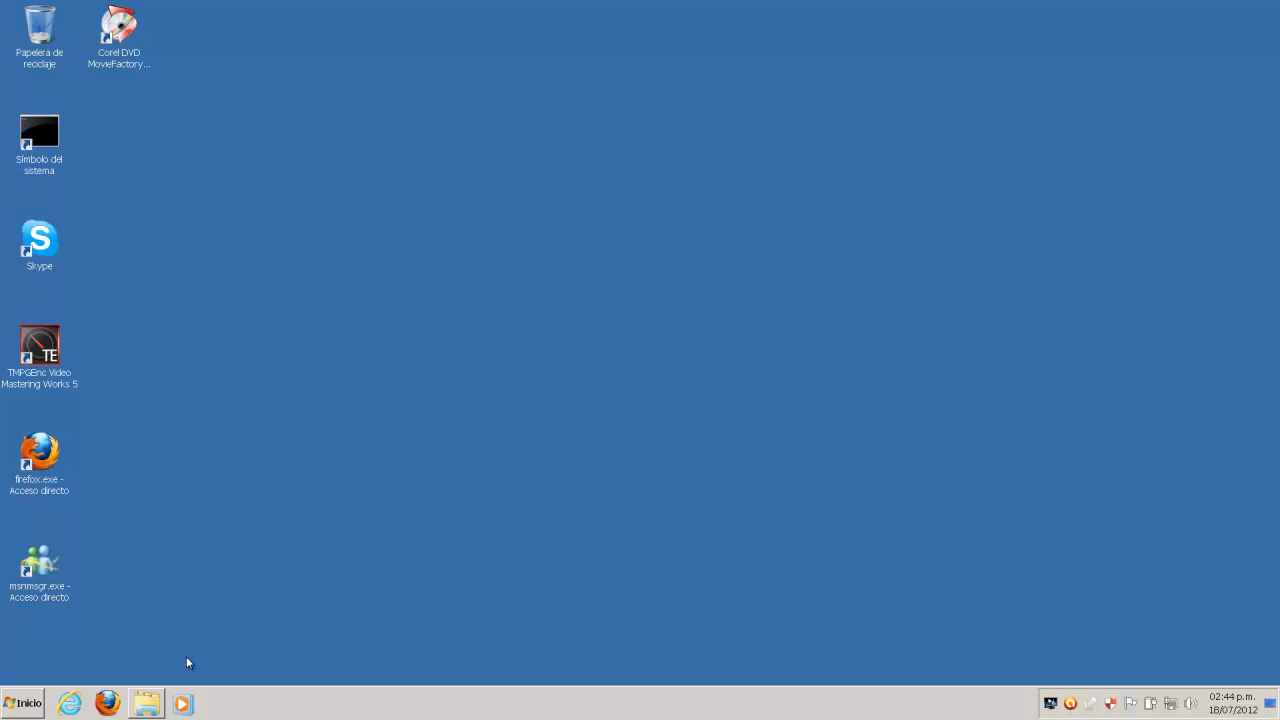 Papelera de
reciclaje
Corel DVD
MovieFactory...
Símbolo del
sistema
S
Skype
TE
TMPGEnc Video
Mastering Works 5
firefox.exe -
Acceso directo
msnmsgr.exe -
Acceso directo
Inicio
02:44 p.m.
18/07/2012